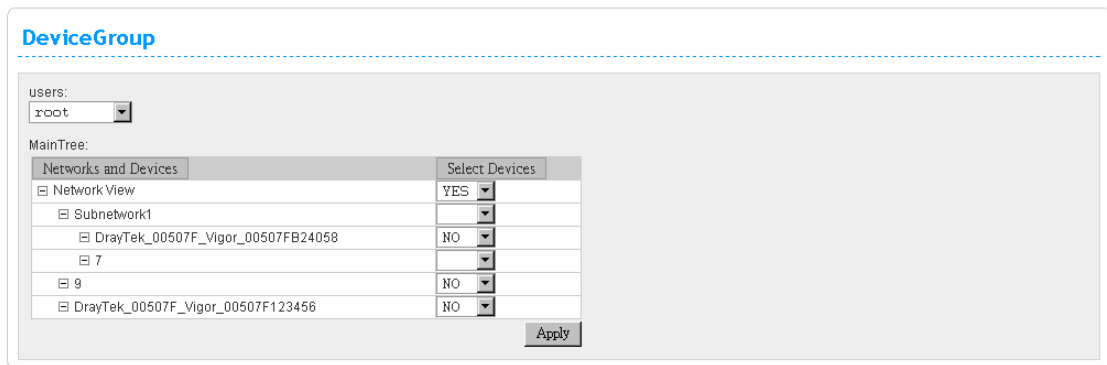 DeviceGroup
users:
root
MainTree:
Networks and Devices Select Devices
Network View YES
Subnetwork1
DrayTek_00507F_Vigor_00507FB24058 NO
7
9 NO
DrayTek_00507F_Vigor_00507F123456 NO
Apply